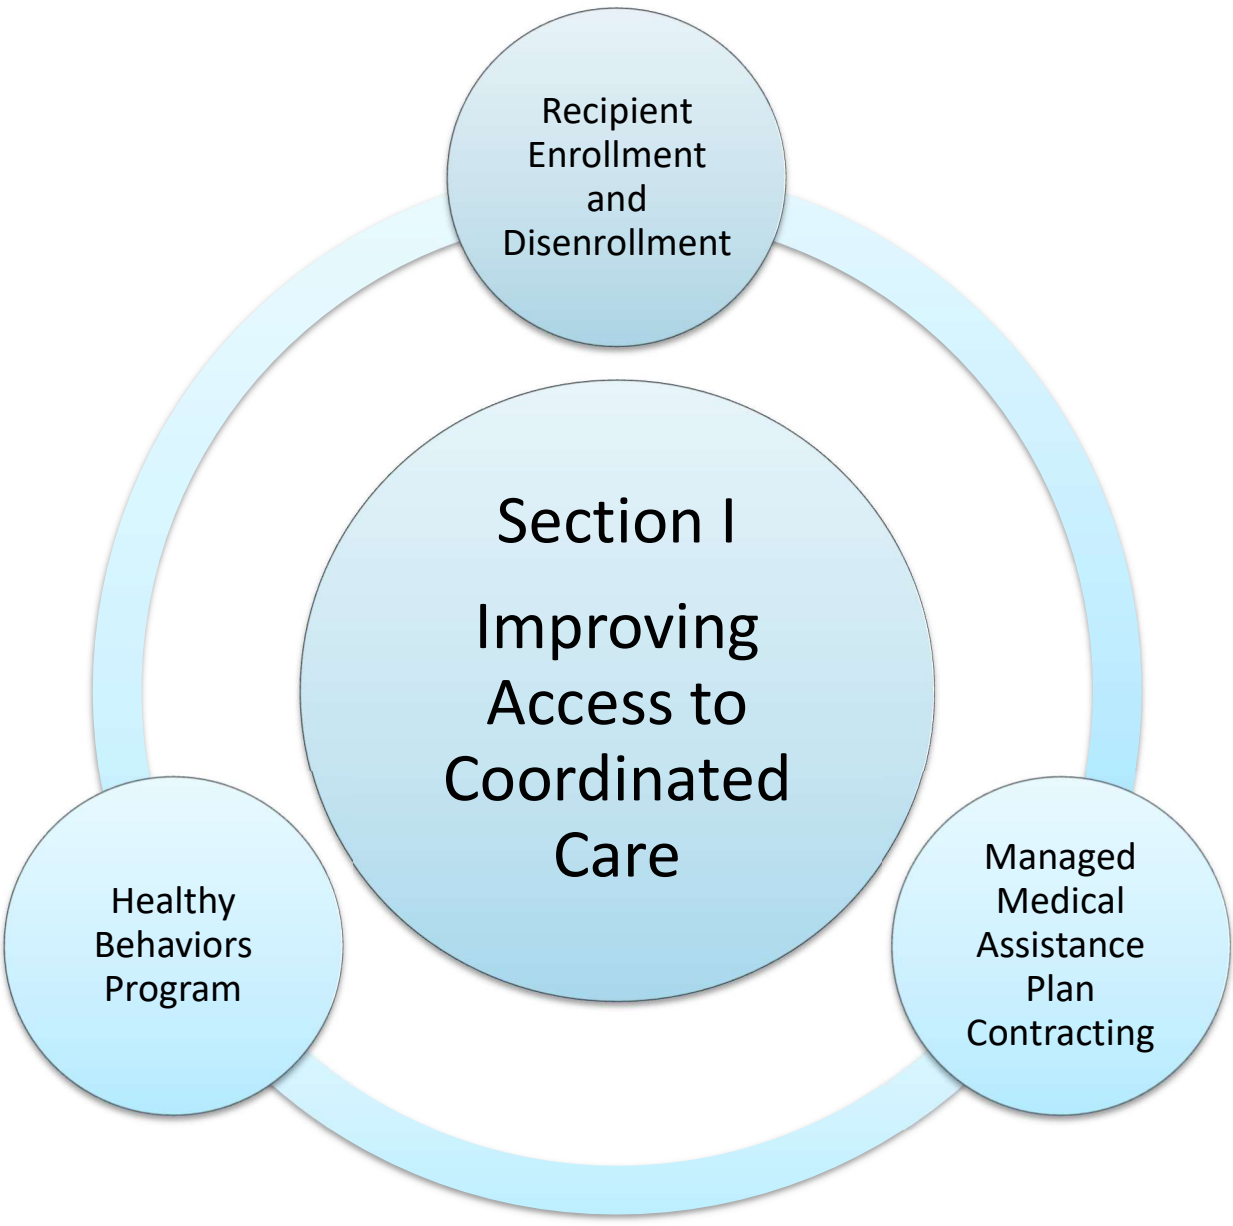 Recipient
Enrollment
and
Disenrollment
Section I
Improving
Access to
Coordinated
Care
Healthy
Behaviors
Program
Managed
Medical
Assistance
Plan
Contracting